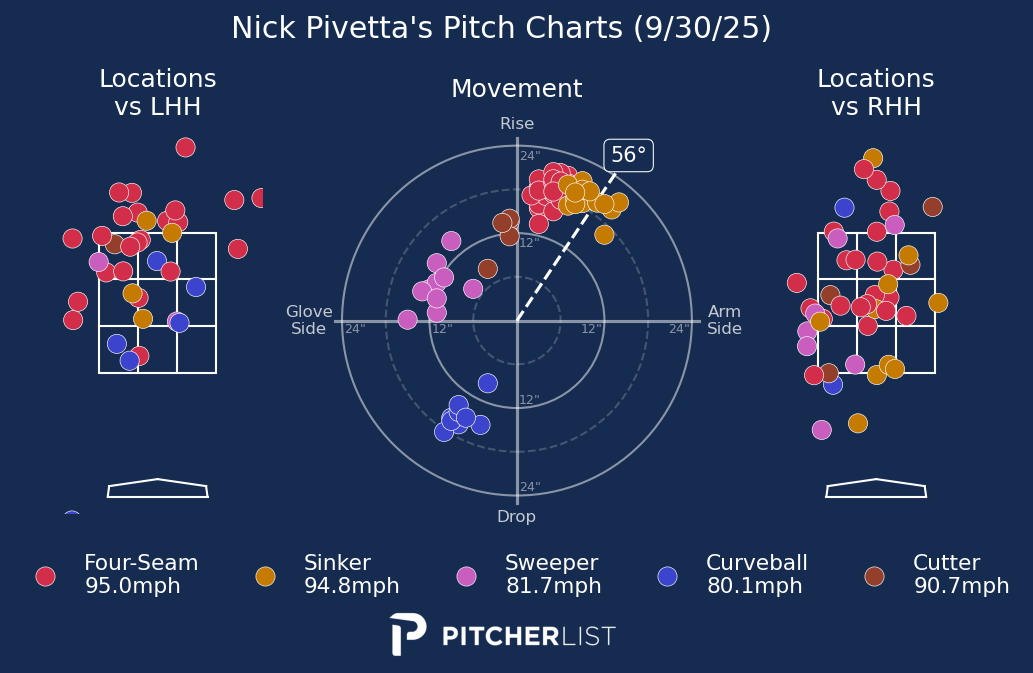 Nick Pivetta's Pitch Charts (9/30/25)
Locations
vs LHH
Movement
Locations
vs RHH
Rise
24"
56°
12"
Glove
Side
24"
12"
12"
24"
Arm
Side
12"
24"
Drop
Four-Seam
95.0mph
Sinker
94.8mph
Sweeper
81.7mph
Curveball
80.1mph
Cutter
90.7mph
PITCHERLIST